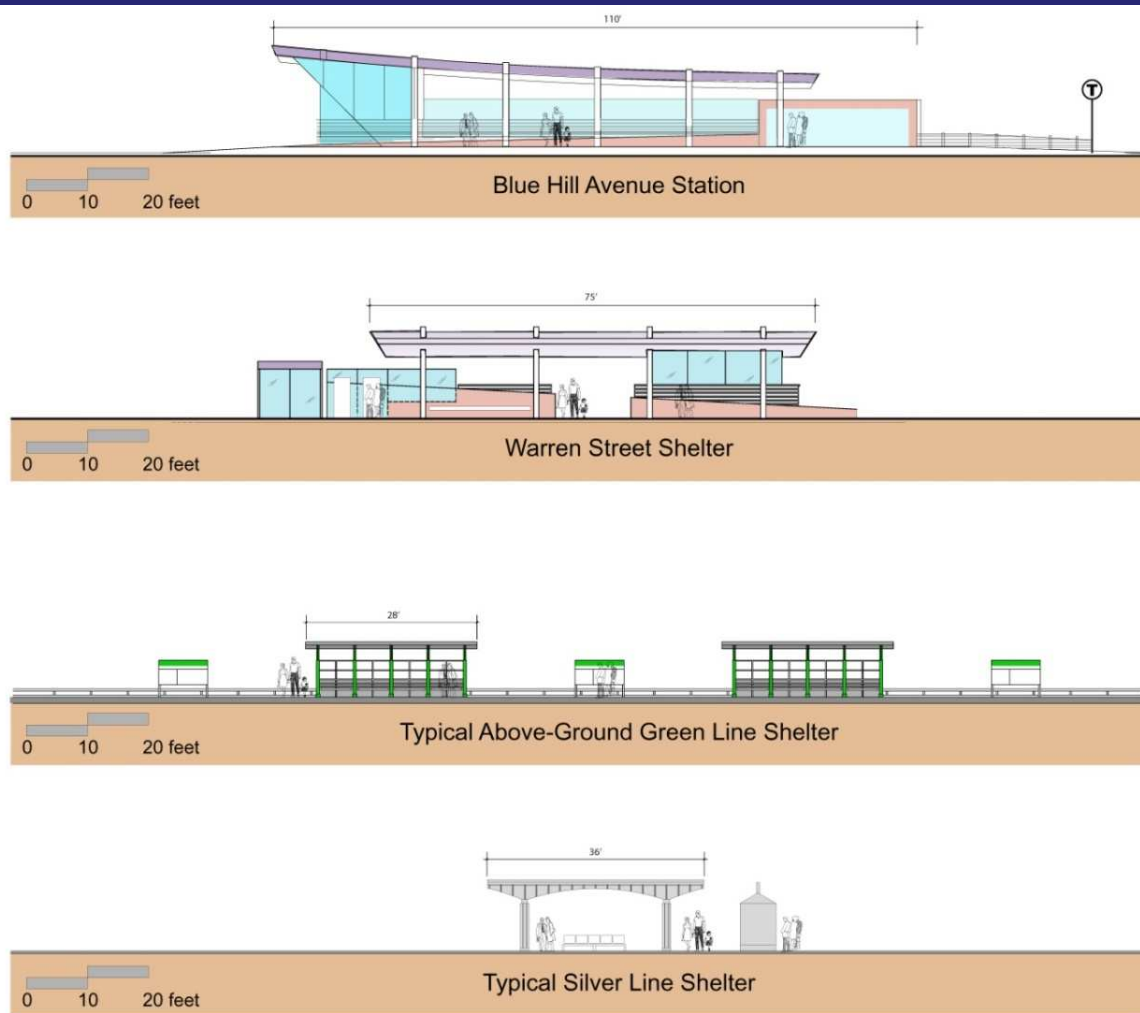 110'
T
Blue Hill Avenue Station
0 10 20 feet
75'
Warren Street Shelter
0 10 20 feet
28'
Typical Above-Ground Green Line Shelter
0 10 20 feet
36'
Typical Silver Line Shelter
0 10 20 feet